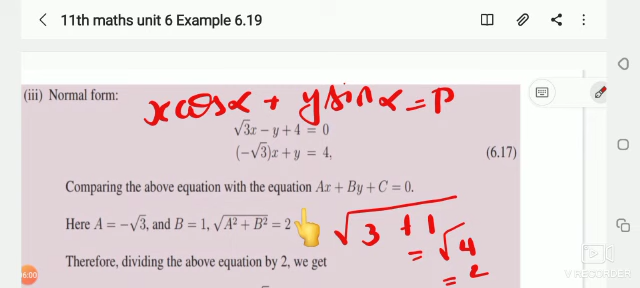 11th maths unit 6 Example 6.19
(iii) Normal form:
x cos α + y sin α = P
√3x − y + 4 = 0
(−√3)x + y = 4,
(6.17)
Comparing the above equation with the equation Ax + By + C = 0.
Here A = −√3, and B = 1, √A² + B² = 2
√3 + 1
= √4
= 2
Therefore, dividing the above equation by 2, we get
6:00
V RECORDER